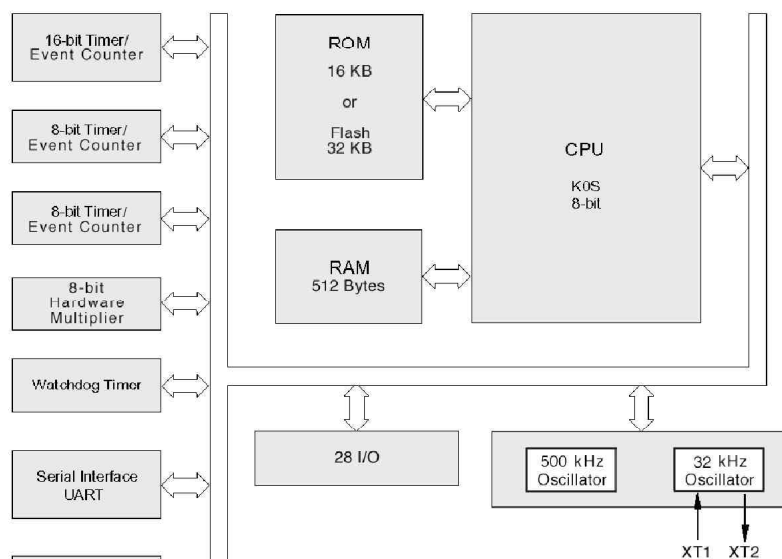 16-bit Timer/
Event Counter
8-bit Timer/
Event Counter
8-bit Timer/
Event Counter
8-bit
Hardware
Multiplier
Watchdog Timer
Serial Interface
UART
ROM
16 KB
or
Flash
32 KB
RAM
512 Bytes
CPU
K0S
8-bit
28 I/O
500 kHz
Oscillator
32 kHz
Oscillator
XT1
XT2